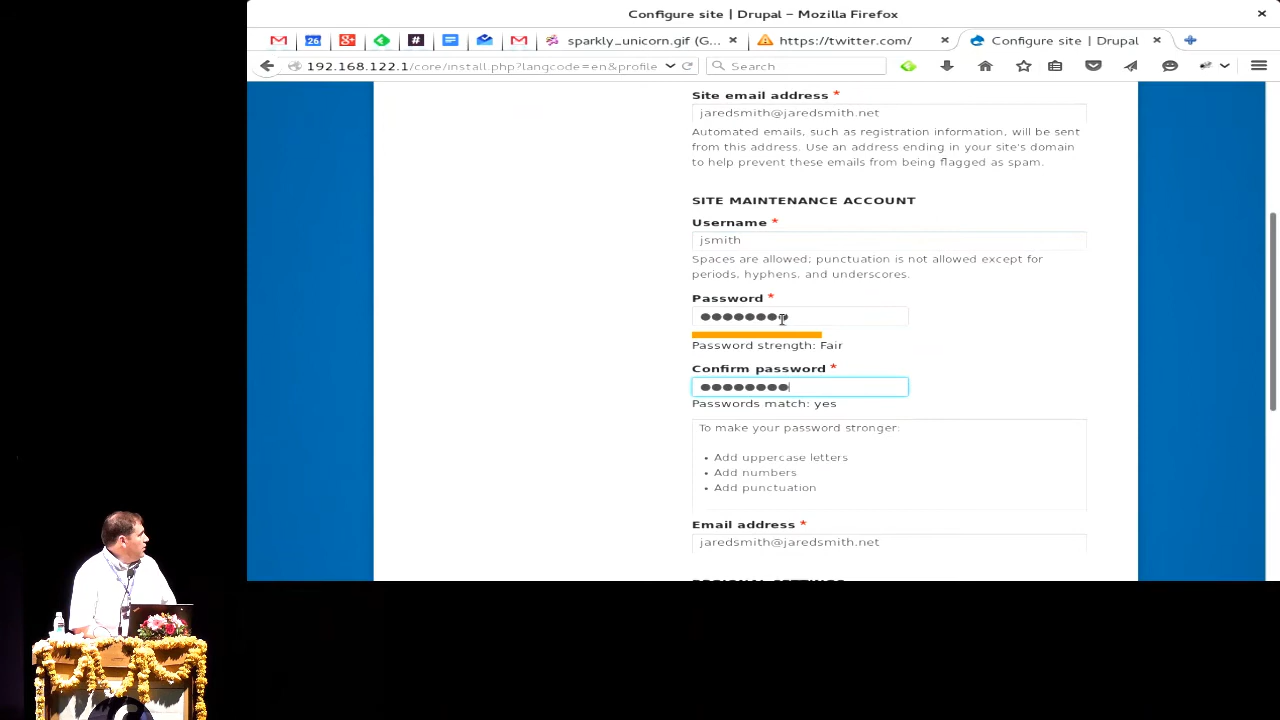 Configure site | Drupal - Mozilla Firefox
26
sparkly_unicorn.gif (G...
https://twitter.com/
Configure site | Drupal
192.168.122.1/core/install.php?langcode=en&profile
Search
Site email address *
jaredsmith@jaredsmith.net
Automated emails, such as registration information, will be sent
from this address. Use an address ending in your site's domain
to help prevent these emails from being flagged as spam.
SITE MAINTENANCE ACCOUNT
Username *
jsmith
Spaces are allowed; punctuation is not allowed except for
periods, hyphens, and underscores.
Password *
Password strength: Fair
Confirm password *
Passwords match: yes
To make your password stronger:
• Add uppercase letters
• Add numbers
• Add punctuation
Email address *
jaredsmith@jaredsmith.net
REGIONAL SETTINGS